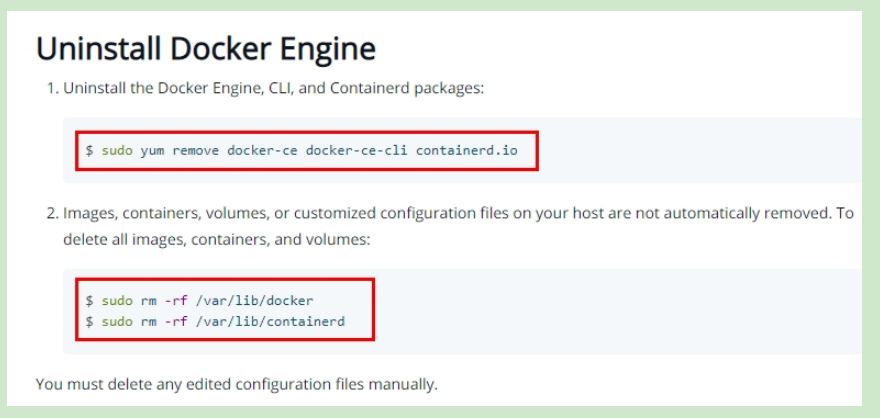 Uninstall Docker Engine
1. Uninstall the Docker Engine, CLI, and Containerd packages:
$ sudo yum remove docker-ce docker-ce-cli containerd.io
2. Images, containers, volumes, or customized configuration files on your host are not automatically removed. To
delete all images, containers, and volumes:
$ sudo rm -rf /var/lib/docker
$ sudo rm -rf /var/lib/containerd
You must delete any edited configuration files manually.